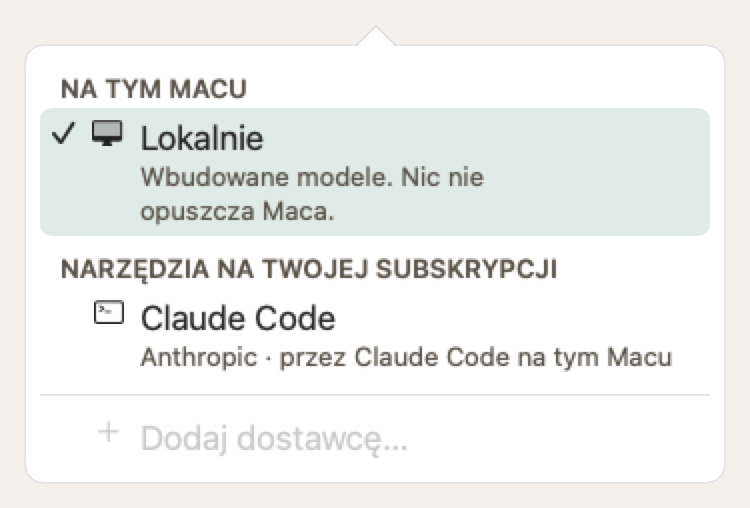 NA TYM MACU
Lokalnie
Wbudowane modele. Nic nie
opuszcza Maca.
NARZĘDZIA NA TWOJEJ SUBSKRYPCJI
Claude Code
Anthropic · przez Claude Code na tym Macu
Dodaj dostawcę...